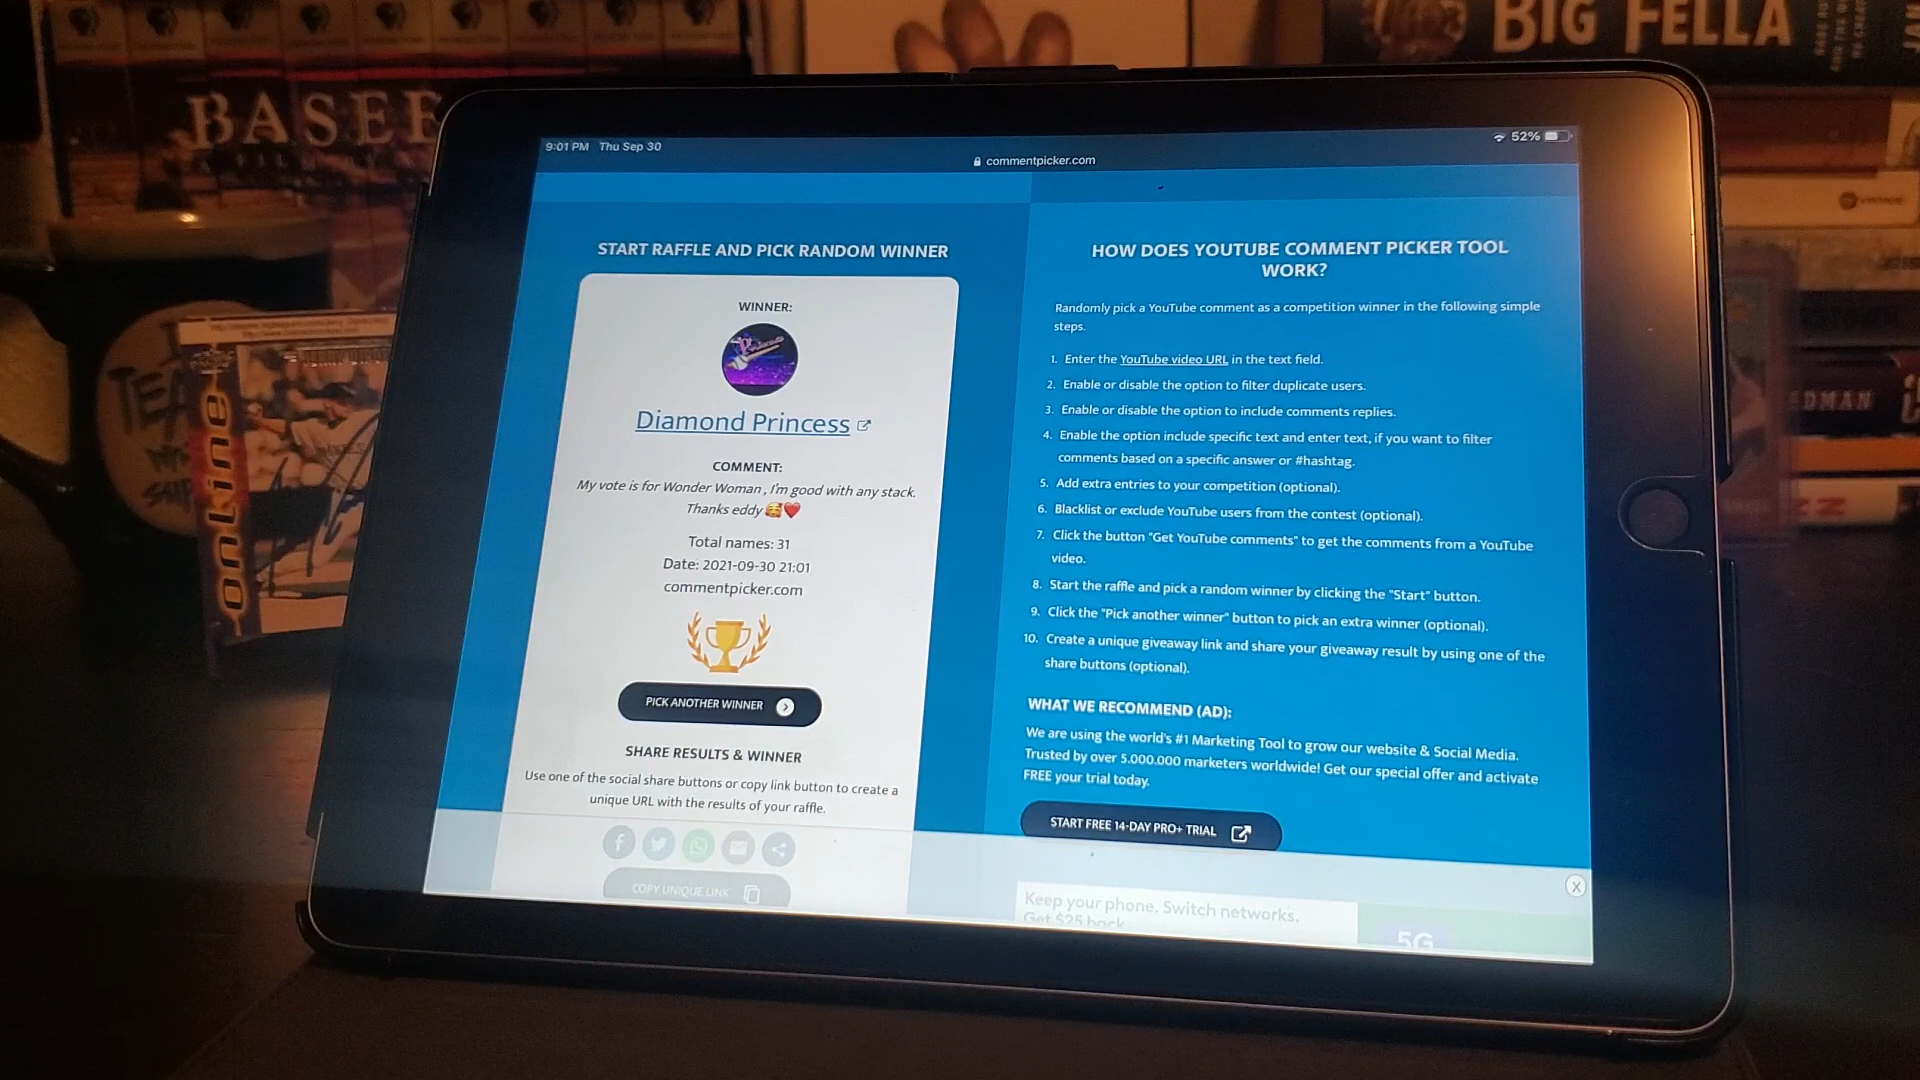 BIG FELLA
BASEB
9:01 PM Thu Sep 30
52%
commentpicker.com
START RAFFLE AND PICK RANDOM WINNER
WINNER:
Diamond Princess
COMMENT:
My vote is for Wonder Woman , I'm good with any stack.
Thanks eddy 🥰❤️
Total names: 31
Date: 2021-09-30 21:01
commentpicker.com
PICK ANOTHER WINNER
SHARE RESULTS & WINNER
Use one of the social share buttons or copy link button to create a
unique URL with the results of your raffle.
COPY UNIQUE LINK
HOW DOES YOUTUBE COMMENT PICKER TOOL
WORK?
Randomly pick a YouTube comment as a competition winner in the following simple
steps.
1. Enter the YouTube video URL in the text field.
2. Enable or disable the option to filter duplicate users.
3. Enable or disable the option to include comments replies.
4. Enable the option include specific text and enter text, if you want to filter
comments based on a specific answer or #hashtag.
5. Add extra entries to your competition (optional).
6. Blacklist or exclude YouTube users from the contest (optional).
7. Click the button "Get YouTube comments" to get the comments from a YouTube
video.
8. Start the raffle and pick a random winner by clicking the "Start" button.
9. Click the "Pick another winner" button to pick an extra winner (optional).
10. Create a unique giveaway link and share your giveaway result by using one of the
share buttons (optional).
WHAT WE RECOMMEND (AD):
We are using the world's #1 Marketing Tool to grow our website & Social Media.
Trusted by over 5.000.000 marketers worldwide! Get our special offer and activate
FREE your trial today.
START FREE 14-DAY PRO+ TRIAL
X
Keep your phone. Switch networks.
Get $25 back
5G
onkine
DMAN